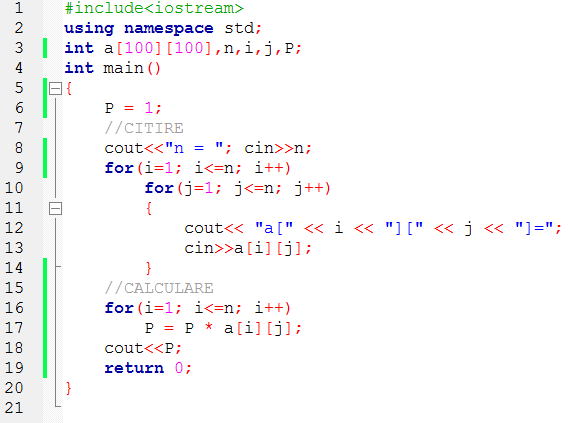 1 #include<iostream>
2 using namespace std;
3 int a[100][100],n,i,j,P;
4 int main()
5 {
6 P = 1;
7 //CITIRE
8 cout<<"n = "; cin>>n;
9 for(i=1; i<=n; i++)
10 for(j=1; j<=n; j++)
11 {
12 cout<< "a[" << i << "][" << j << "]=";
13 cin>>a[i][j];
14 }
15 //CALCULARE
16 for(i=1; i<=n; i++)
17 P = P * a[i][j];
18 cout<<P;
19 return 0;
20 }
21